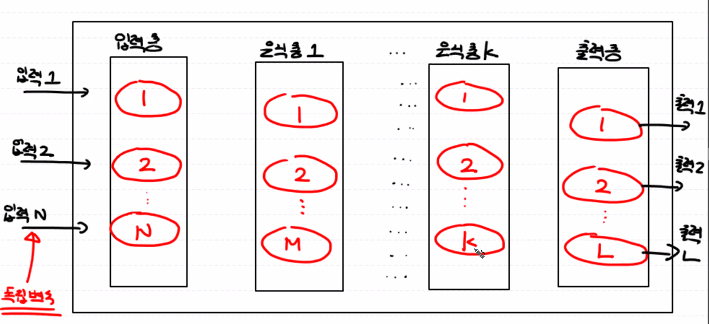 입력층 은닉층 1 ... 은닉층 k 출력층
입력 1
1 1 1 1
출력 1
입력 2
2 2 2 2
출력 2
입력 N
N M k L
출력 L
독립변수